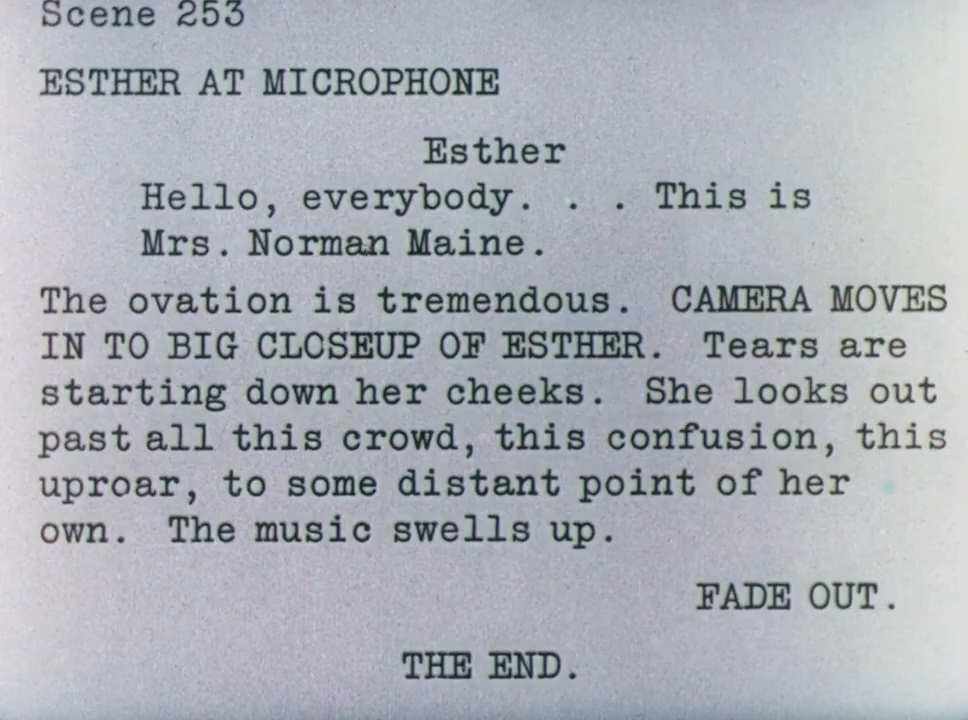 Scene 253
ESTHER AT MICROPHONE
Esther
Hello, everybody. . . This is
Mrs. Norman Maine.
The ovation is tremendous. CAMERA MOVES
IN TO BIG CLOSEUP OF ESTHER. Tears are
starting down her cheeks. She looks out
past all this crowd, this confusion, this
uproar, to some distant point of her
own. The music swells up.
FADE OUT.
THE END.